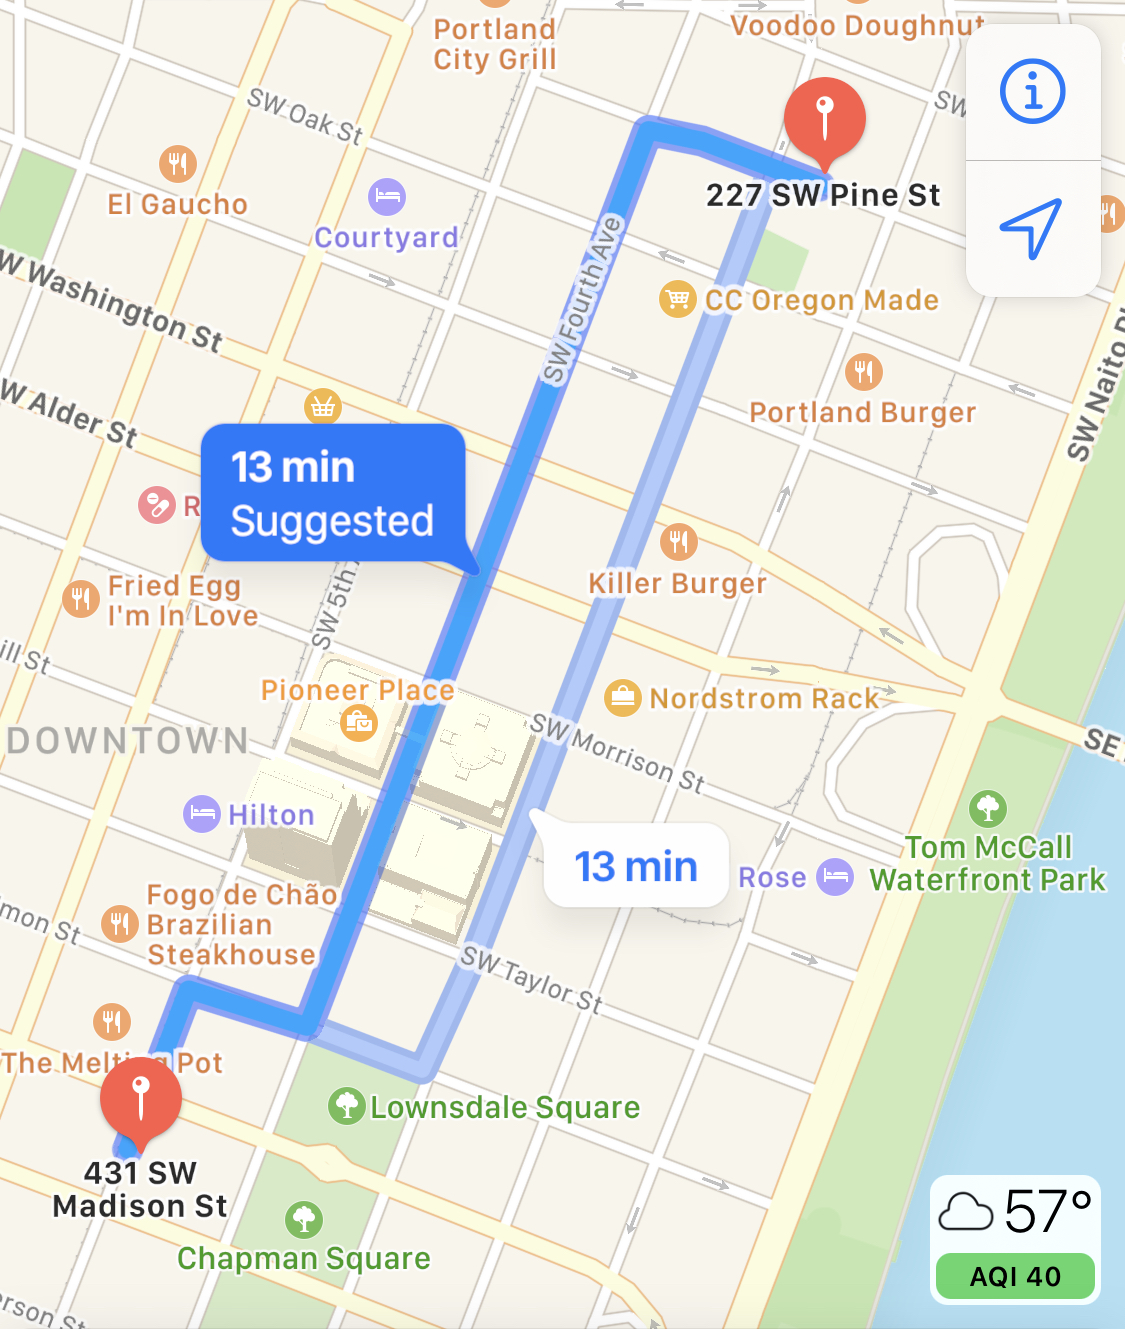 Portland
City Grill
Voodoo Doughnut
SW Oak St
SW
El Gaucho
Courtyard
227 SW Pine St
W Washington St
SW Fourth Ave
CC Oregon Made
Portland Burger
W Alder St
SW Naito
13 min
Suggested
R
Killer Burger
Fried Egg
I'm In Love
SW 5th
ill St
Pioneer Place
Nordstrom Rack
DOWNTOWN
SW Morrison St
SE
Hilton
13 min
Tom McCall
Waterfront Park
Rose
Fogo de Chão
Brazilian
Steakhouse
mon St
SW Taylor St
The Melting Pot
Lownsdale Square
431 SW
Madison St
57°
Chapman Square
AQI 40
erson St